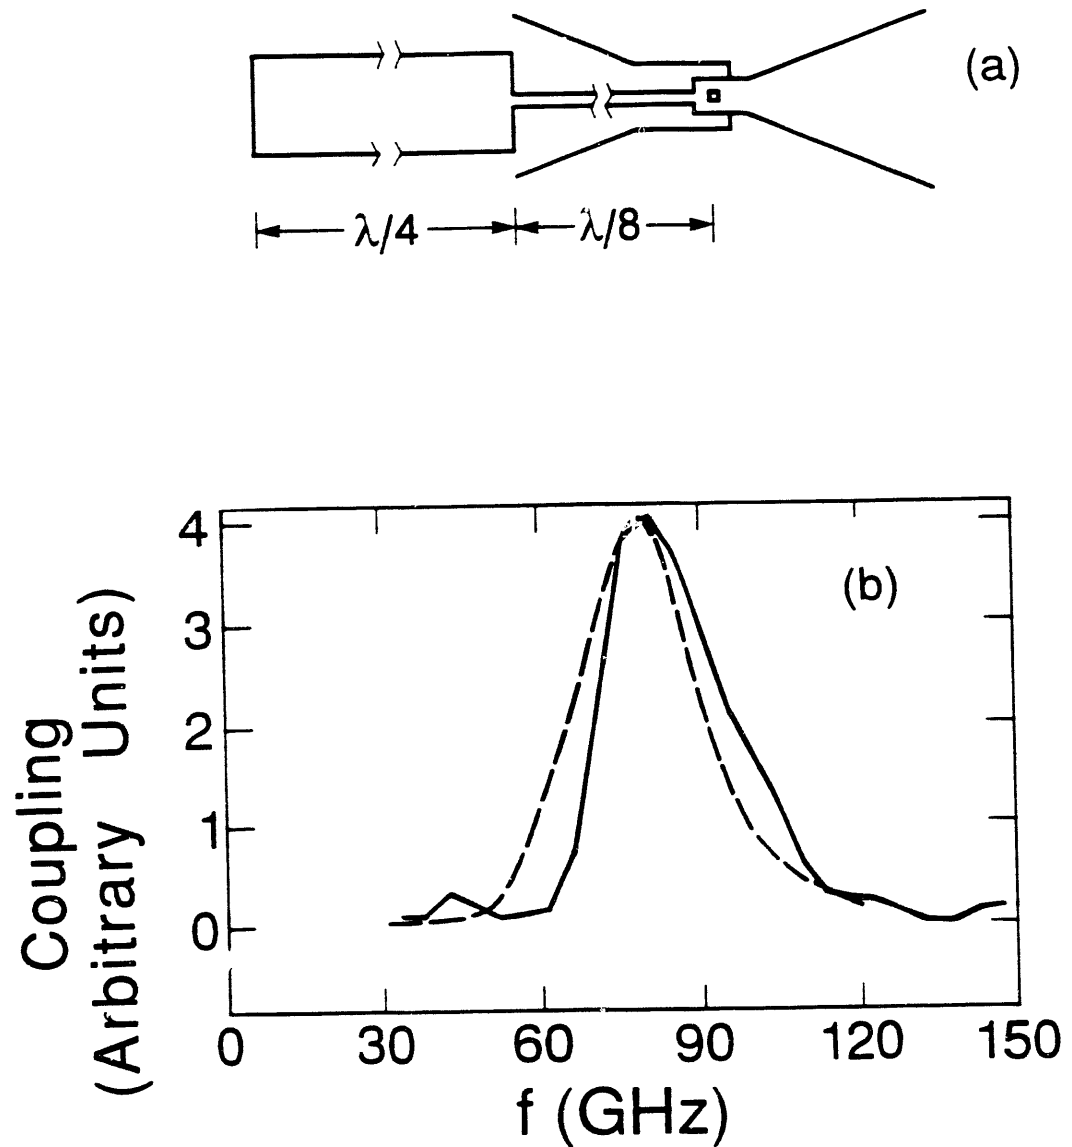 (a)
λ/4 λ/8
(b)
4
3
2
1
0
Coupling
(Arbitrary Units)
0 30 60 90 120 150
f (GHz)